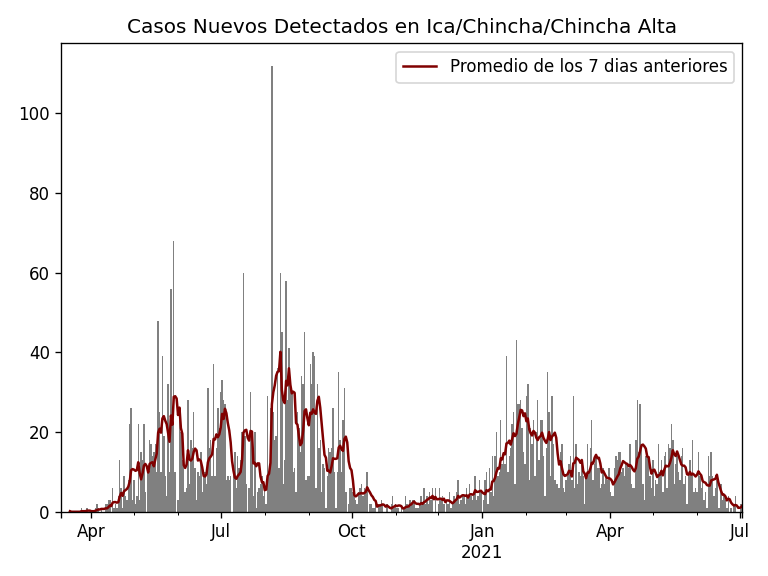 Casos Nuevos Detectados en Ica/Chincha/Chincha Alta
Promedio de los 7 dias anteriores
100
80
60
40
20
0
Apr Jul Oct Jan Apr Jul
2021